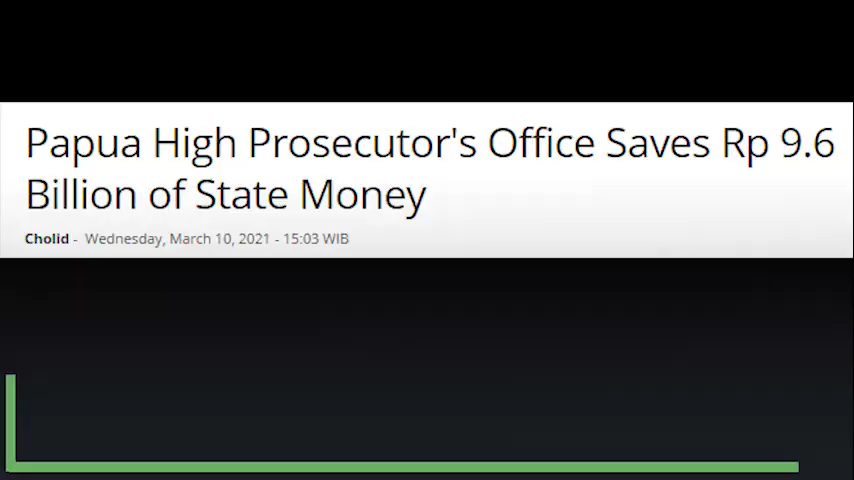 Papua High Prosecutor's Office Saves Rp 9.6
Billion of State Money
Cholid - Wednesday, March 10, 2021 - 15:03 WIB